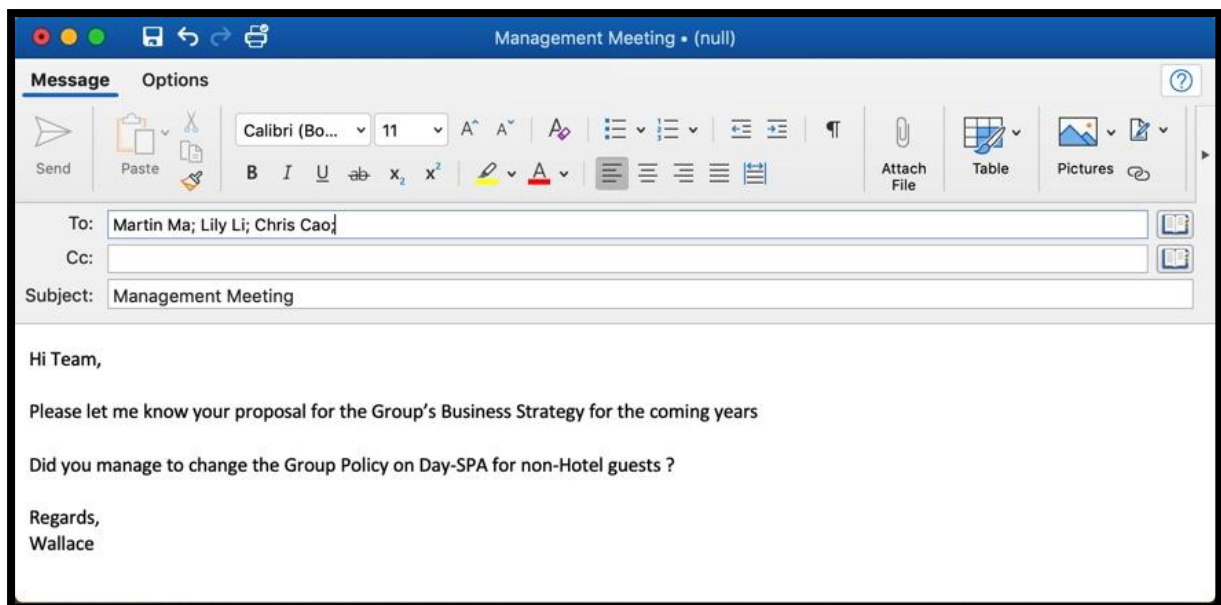 Management Meeting • (null)
Message Options
Calibri (Bo... 11 A^ A˅ A
Send Paste B I U ab x₂ x² A Attach File Table Pictures
To: Martin Ma; Lily Li; Chris Cao;
Cc:
Subject: Management Meeting
Hi Team,
Please let me know your proposal for the Group's Business Strategy for the coming years
Did you manage to change the Group Policy on Day-SPA for non-Hotel guests ?
Regards,
Wallace